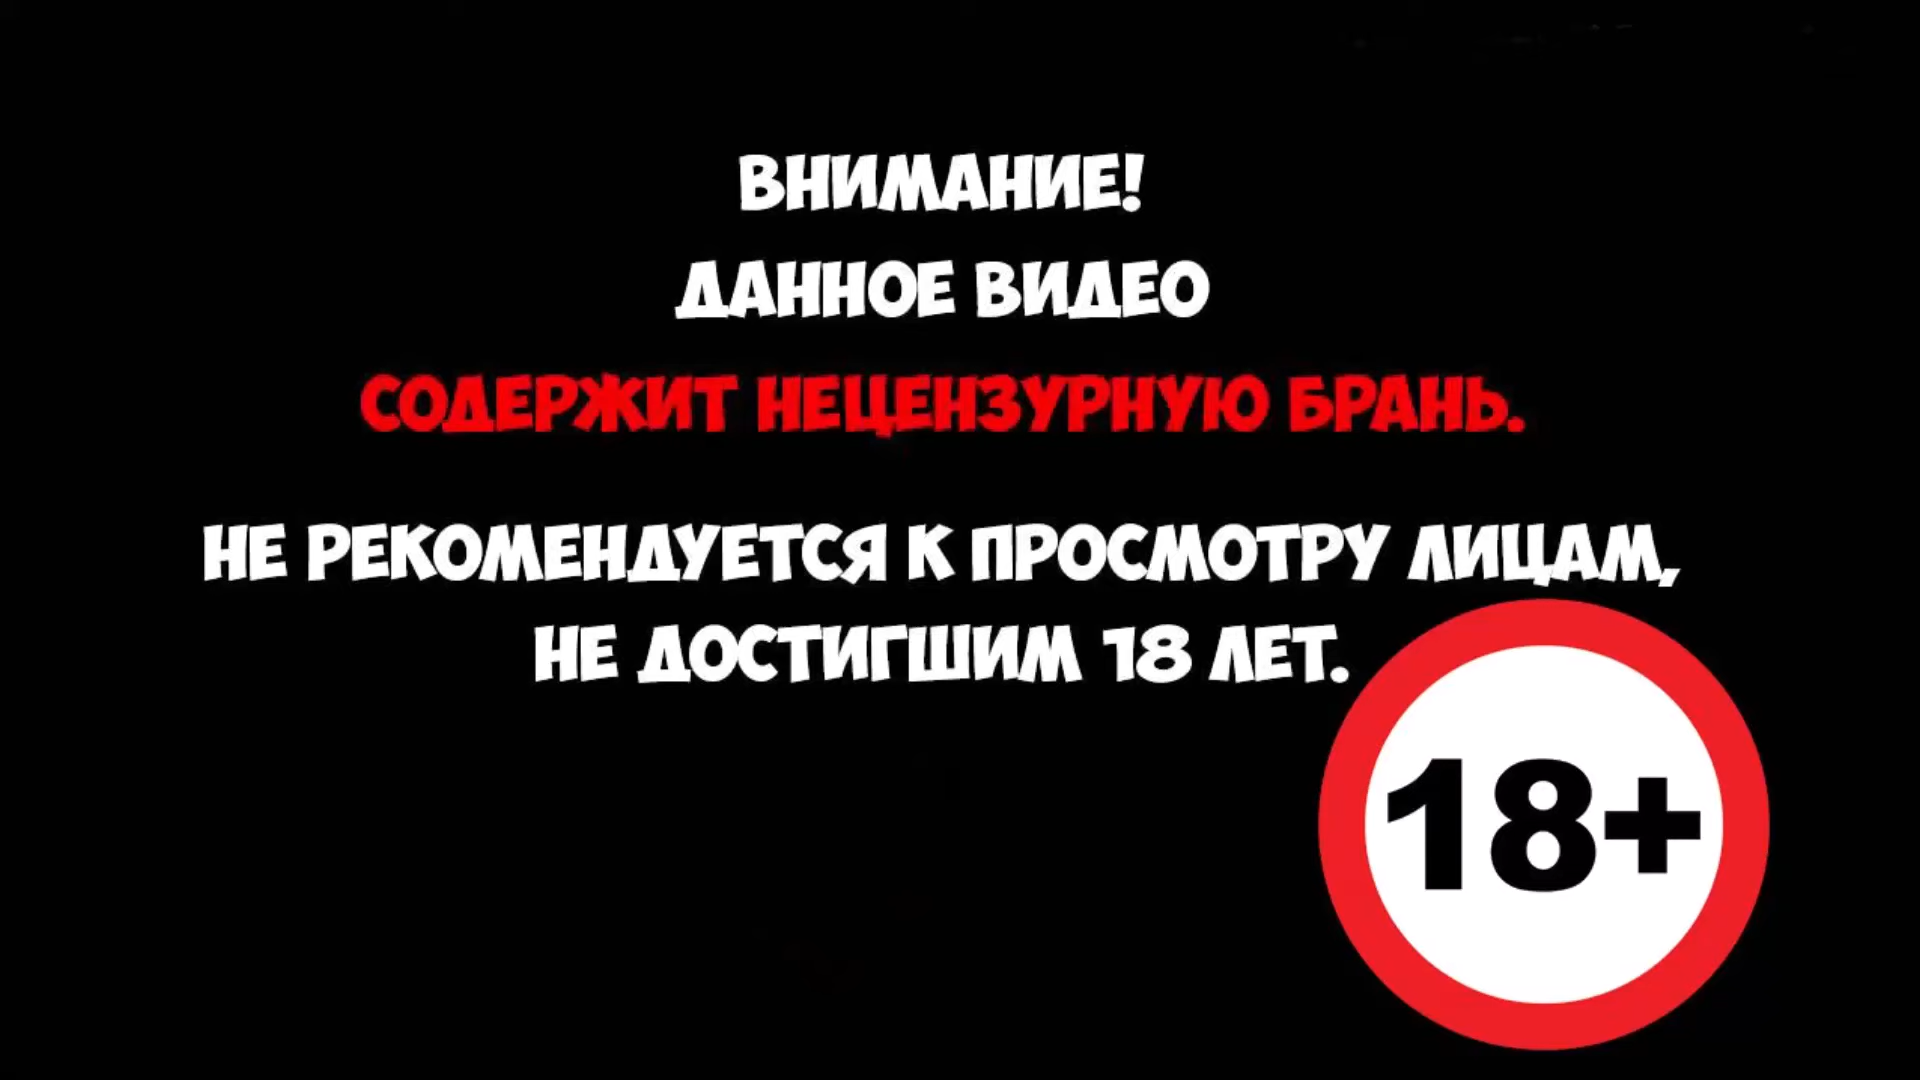 ВНИМАНИЕ!
ДАННОЕ ВИДЕО
СОДЕРЖИТ НЕЦЕНЗУРНУЮ БРАНЬ.
НЕ РЕКОМЕНДУЕТСЯ К ПРОСМОТРУ ЛИЦАМ,
НЕ ДОСТИГШИМ 18 ЛЕТ.
18+